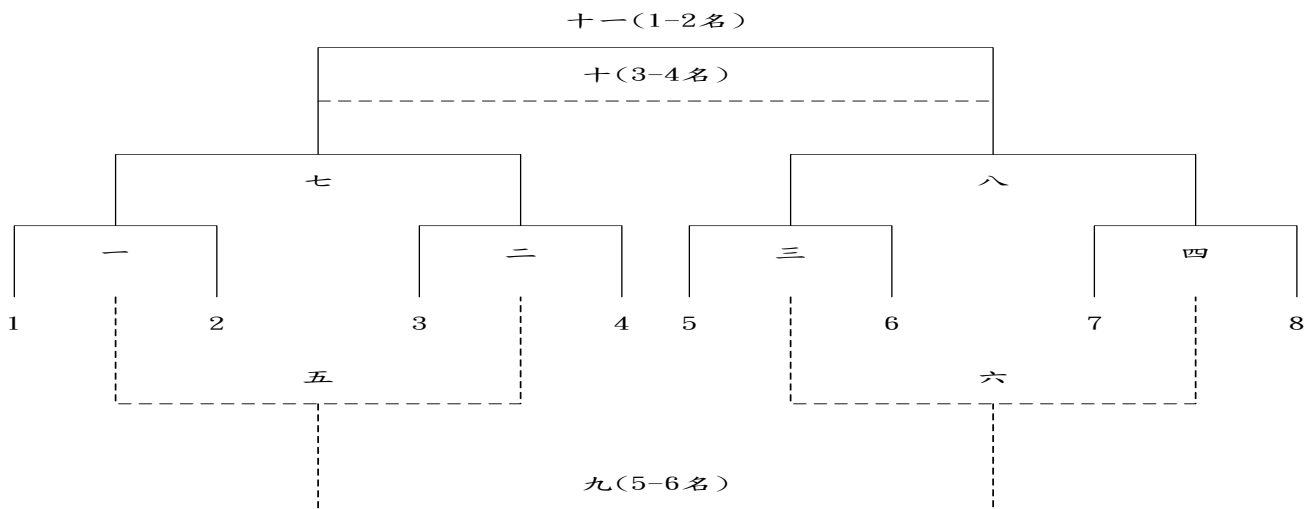 十一(1-2名)
十(3-4名)
七 八
一 二 三 四
1 2 3 4 5 6 7 8
五 六
九(5-6名)